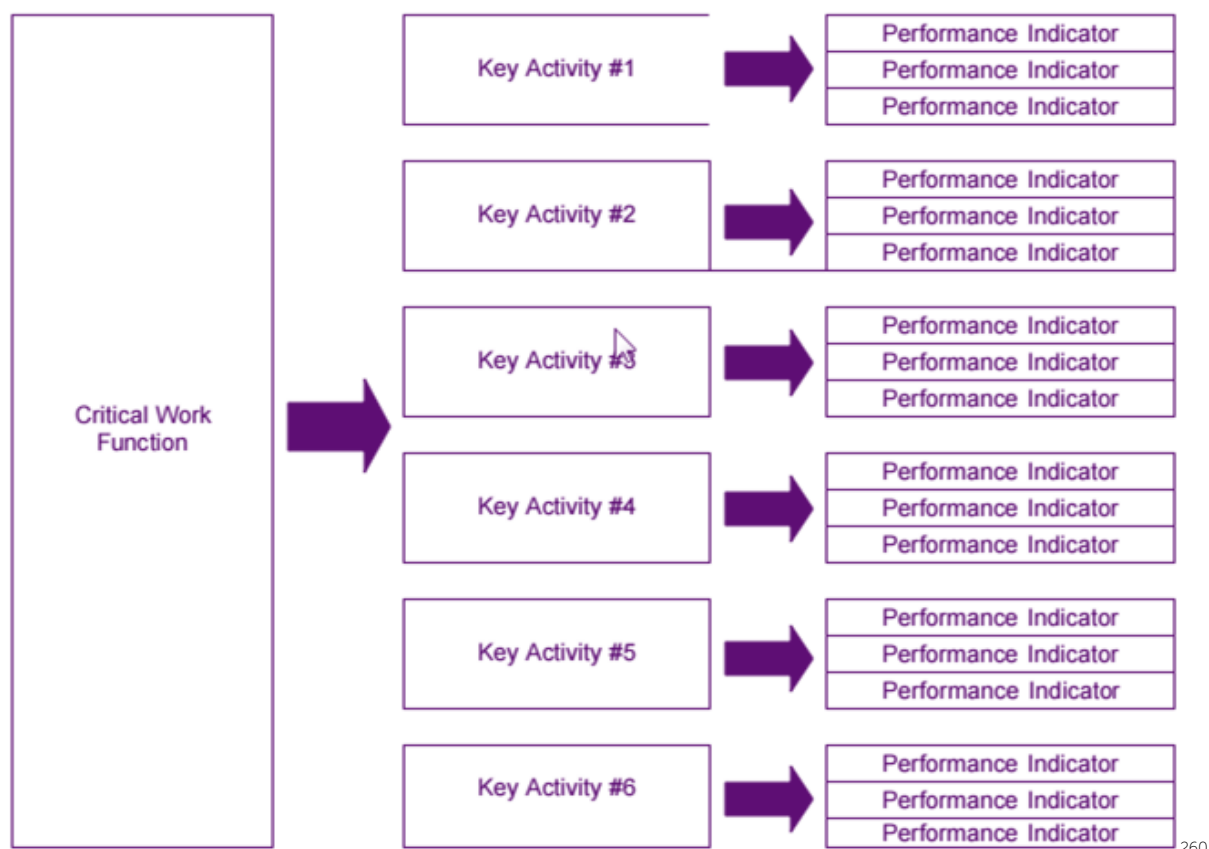 Critical Work
Function
Key Activity #1
Performance Indicator
Performance Indicator
Performance Indicator
Key Activity #2
Performance Indicator
Performance Indicator
Performance Indicator
Key Activity #3
Performance Indicator
Performance Indicator
Performance Indicator
Key Activity #4
Performance Indicator
Performance Indicator
Performance Indicator
Key Activity #5
Performance Indicator
Performance Indicator
Performance Indicator
Key Activity #6
Performance Indicator
Performance Indicator
Performance Indicator
260